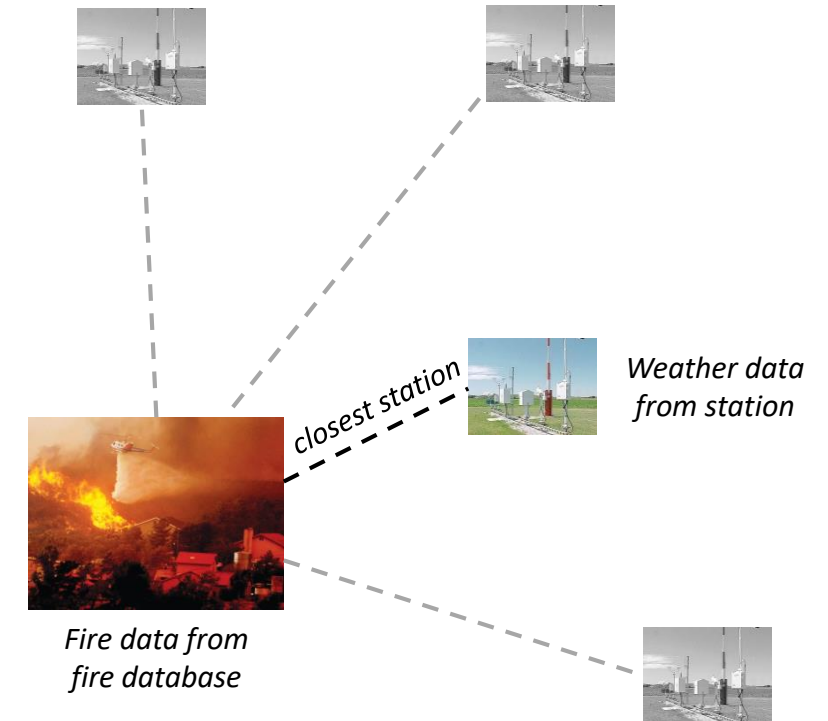 closest station
Weather data
from station
Fire data from
fire database